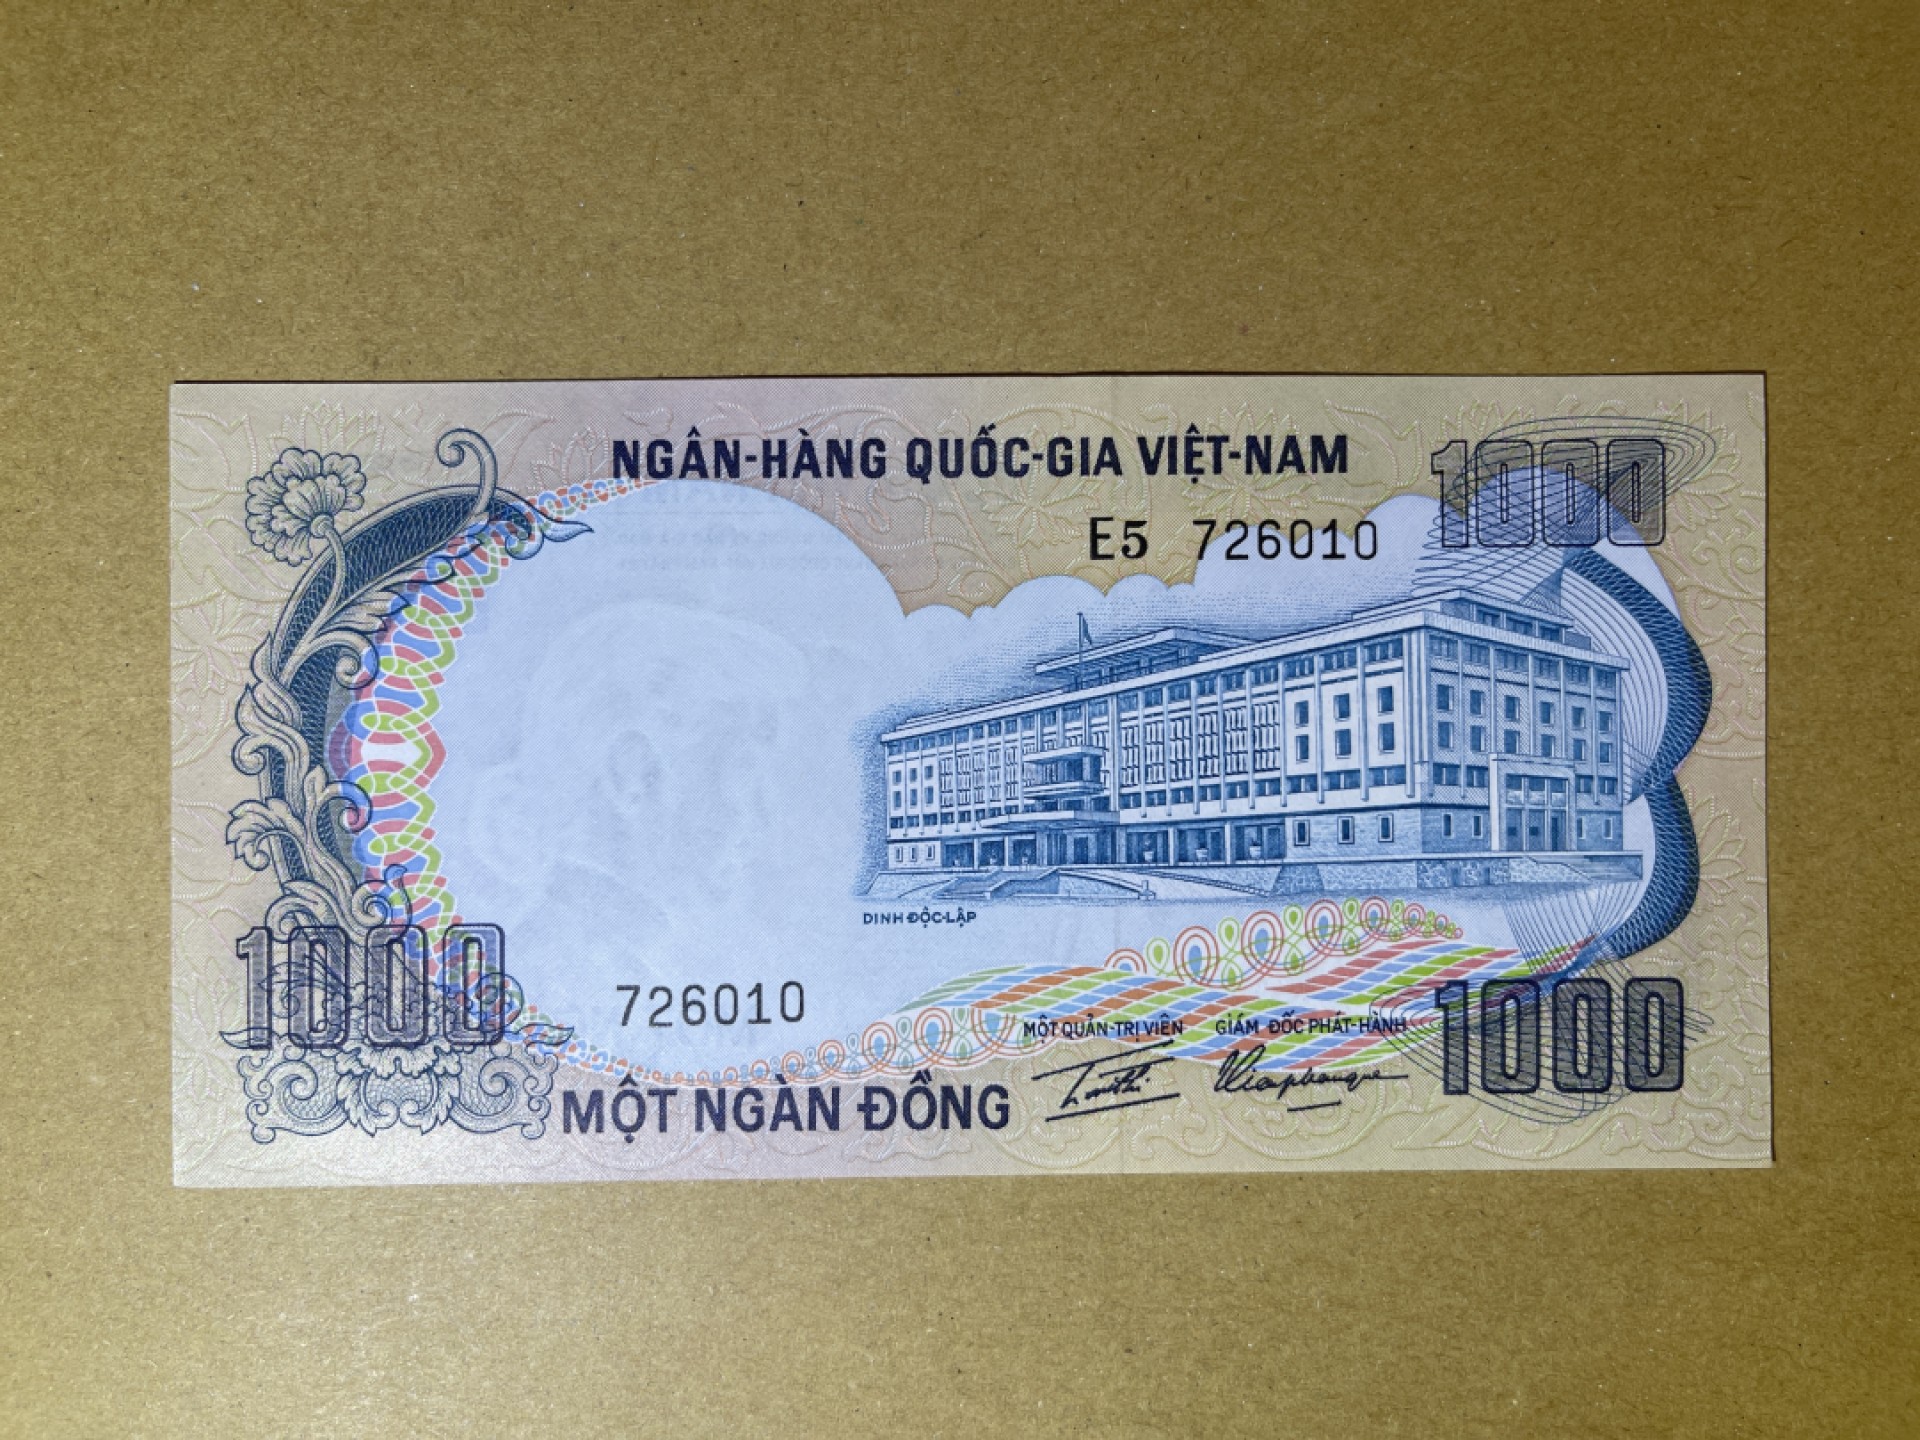 NGÂN-HÀNG QUỐC-GIA VIỆT-NAM
1000
E5 726010
DINH ĐỘC-LẬP
1000
726010
MỘT QUẢN-TRỊ VIÊN GIÁM ĐỐC PHÁT-HÀNH
1000
MỘT NGÀN ĐỒNG